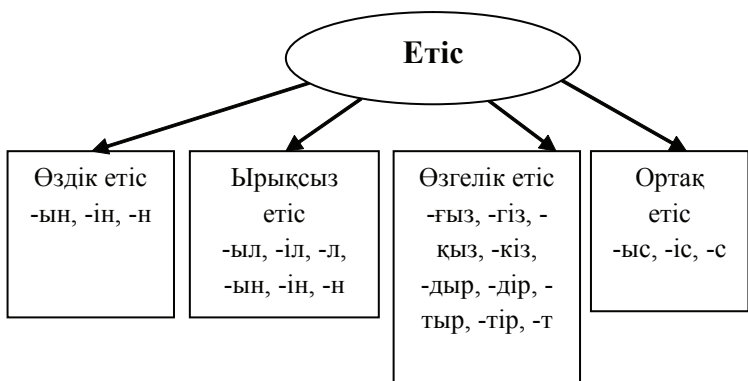 Етіс
Өздік етіс
-ын, -ін, -н
Ырықсыз
етіс
-ыл, -іл, -л,
-ын, -ін, -н
Өзгелік етіс
-ғыз, -гіз, -
қыз, -кіз,
-дыр, -дір, -
тыр, -тір, -т
Ортақ
етіс
-ыс, -іс, -с